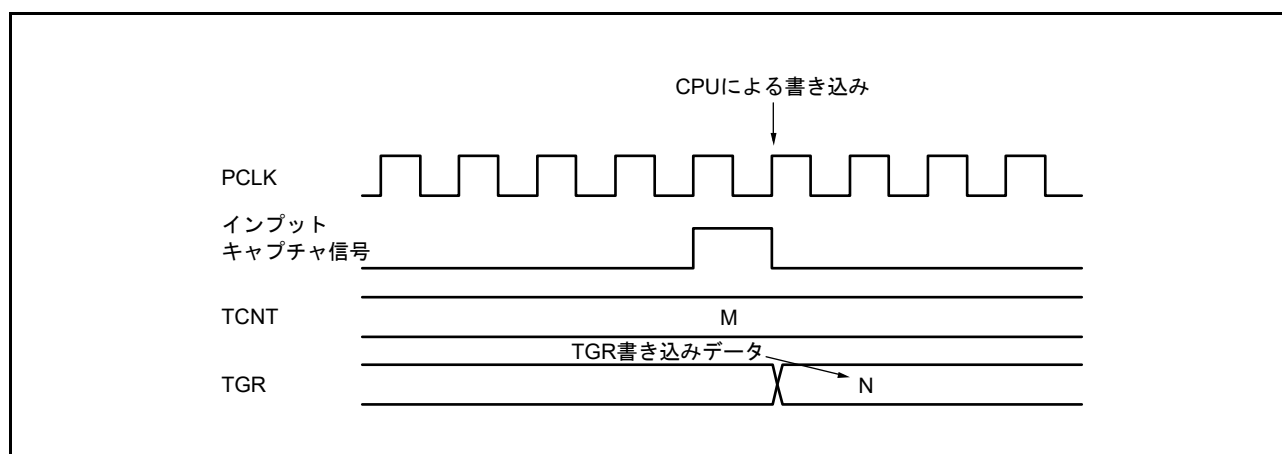 CPUによる書き込み
PCLK
インプット
キャプチャ信号
TCNT
M
TGR書き込みデータ
TGR
N